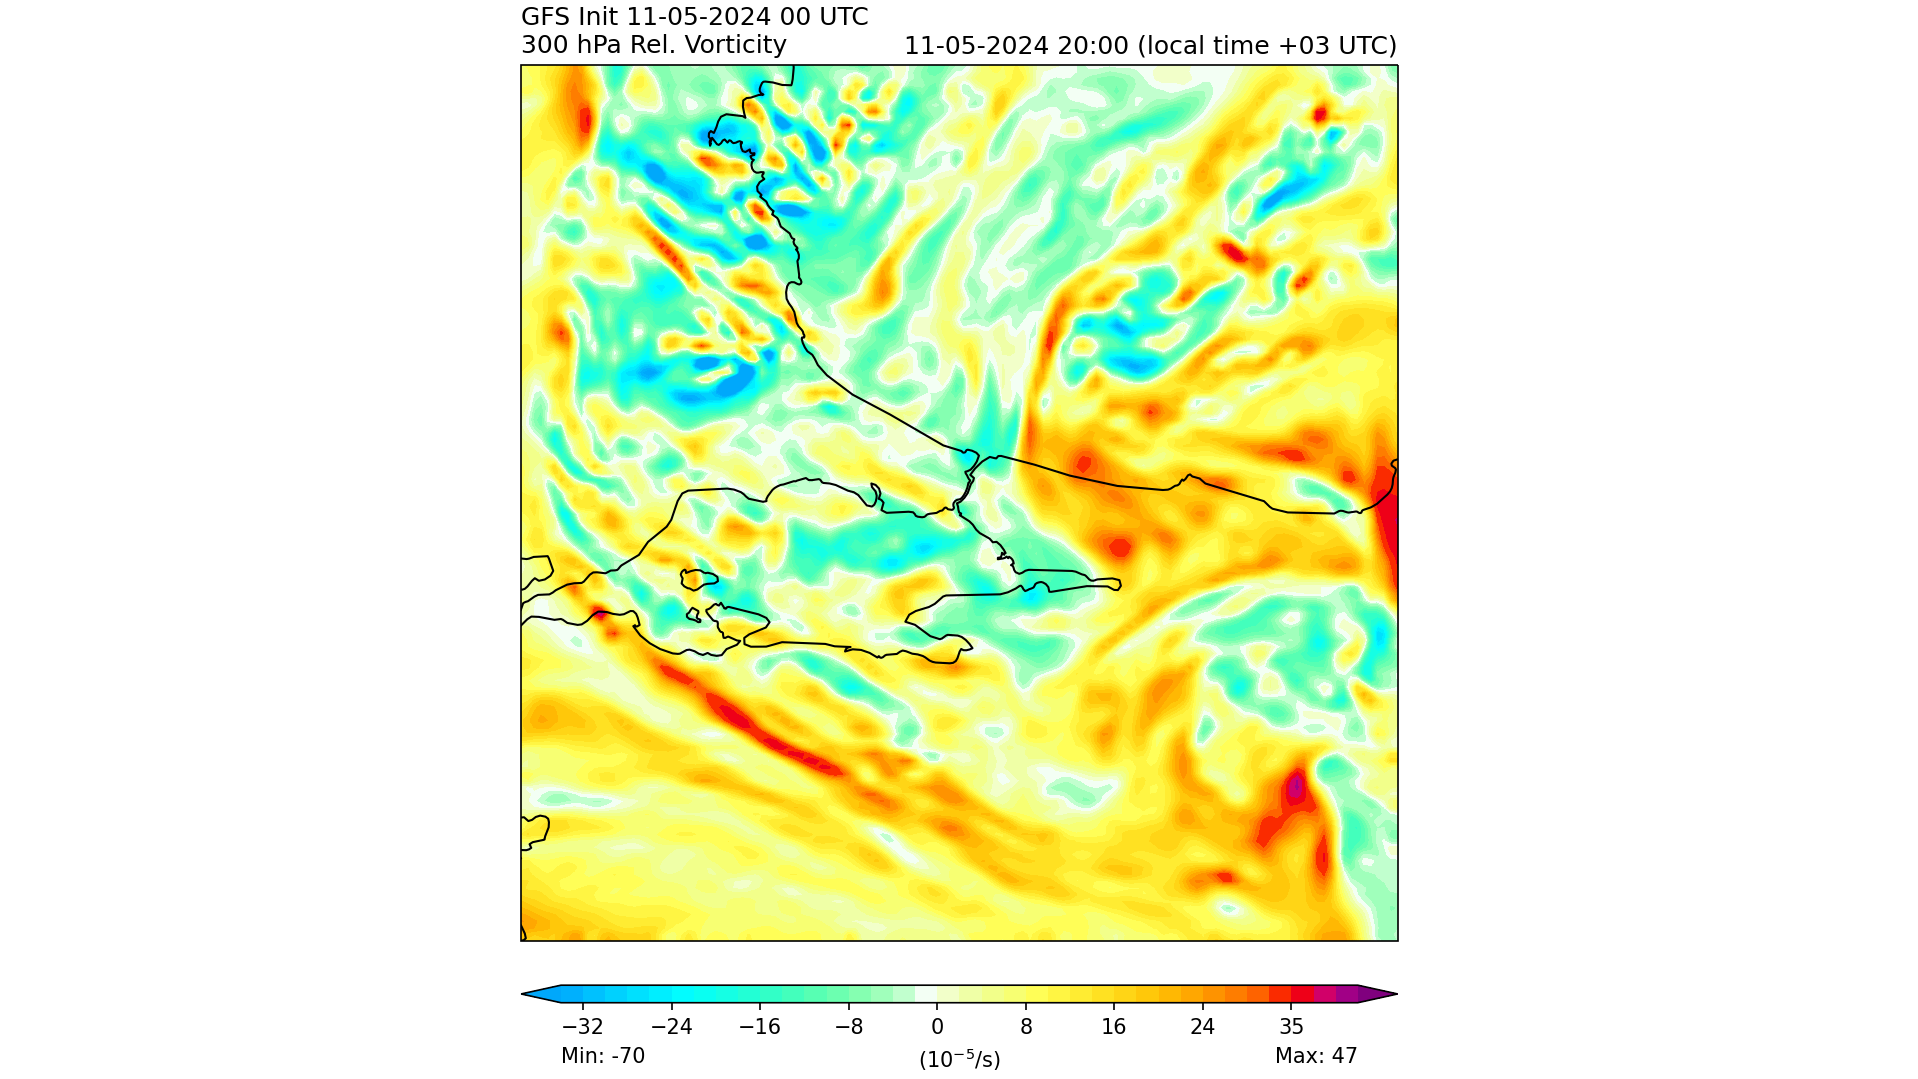 GFS Init 11-05-2024 00 UTC
300 hPa Rel. Vorticity
11-05-2024 20:00 (local time +03 UTC)
−32 −24 −16 −8 0 8 16 24 35
Min: -70
(10⁻⁵/s)
Max: 47